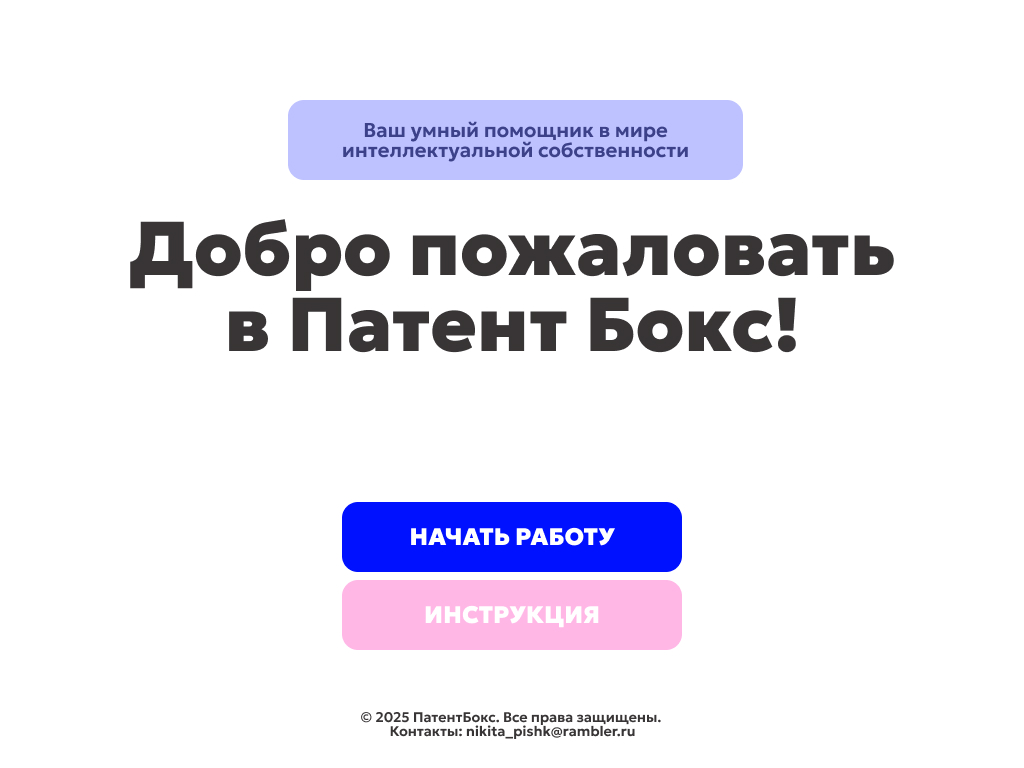 Ваш умный помощник в мире
интеллектуальной собственности
Добро пожаловать
в Патент Бокс!
НАЧАТЬ РАБОТУ
ИНСТРУКЦИЯ
© 2025 ПатентБокс. Все права защищены.
Контакты: nikita_pishk@rambler.ru